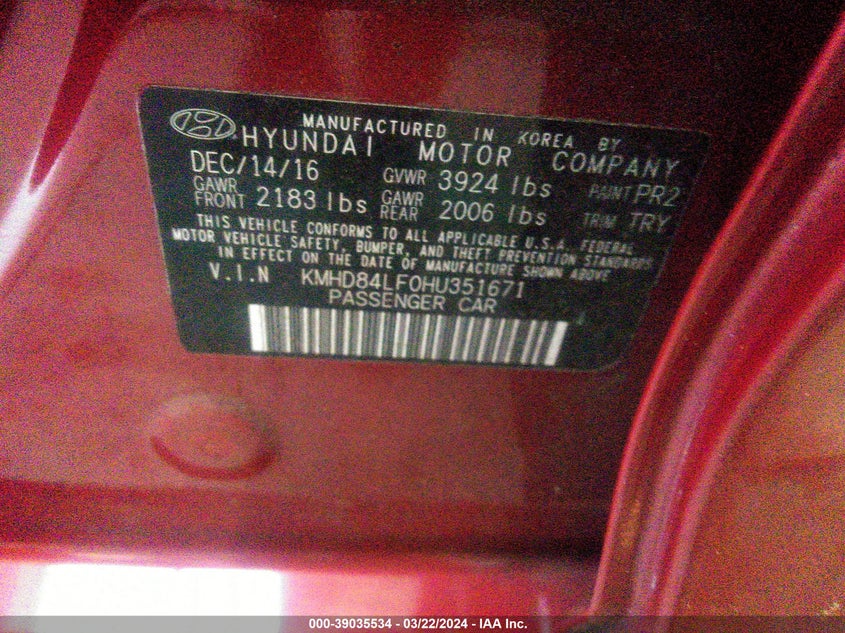 MANUFACTURED IN KOREA BY
HYUNDAI MOTOR COMPANY
DEC/14/16 GVWR 3924 lbs PAINT PR2
GAWR FRONT 2183 lbs GAWR REAR 2006 lbs TRIM TRY
THIS VEHICLE CONFORMS TO ALL APPLICABLE U.S.A. FEDERAL
MOTOR VEHICLE SAFETY, BUMPER, AND THEFT PREVENTION STANDARDS
IN EFFECT ON THE DATE OF MANUFACTURE SHOWN ABOVE
V.I.N KMHD84LF0HU351671
PASSENGER CAR
000-39035534 - 03/22/2024 - IAA Inc.